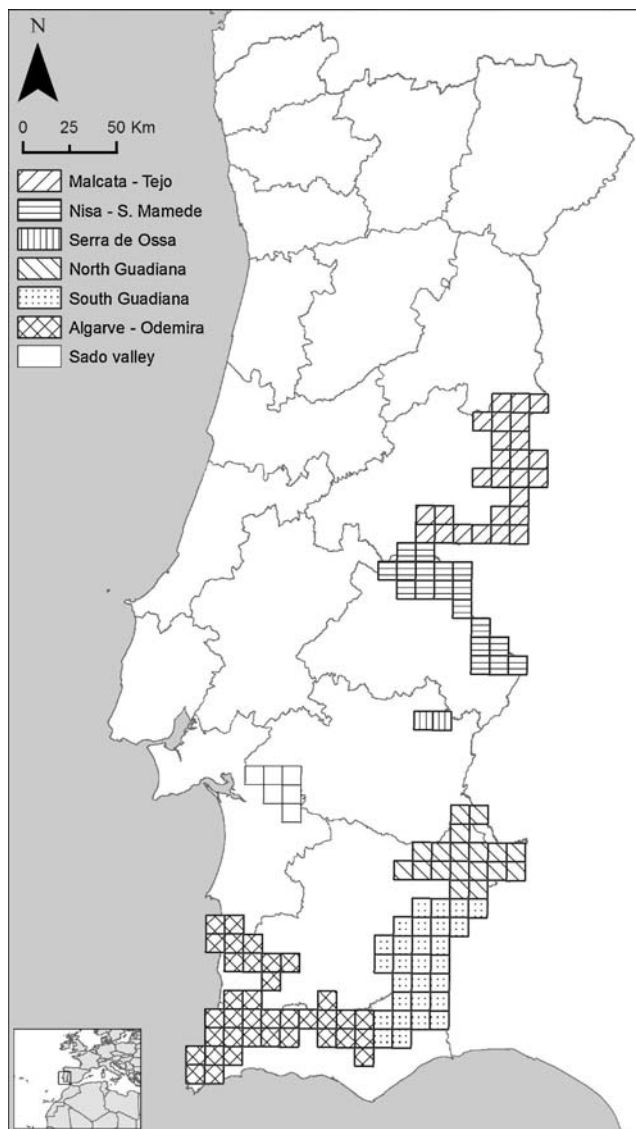 N
0 25 50 Km
Malcata - Tejo
Nisa - S. Mamede
Serra de Ossa
North Guadiana
South Guadiana
Algarve - Odemira
Sado valley